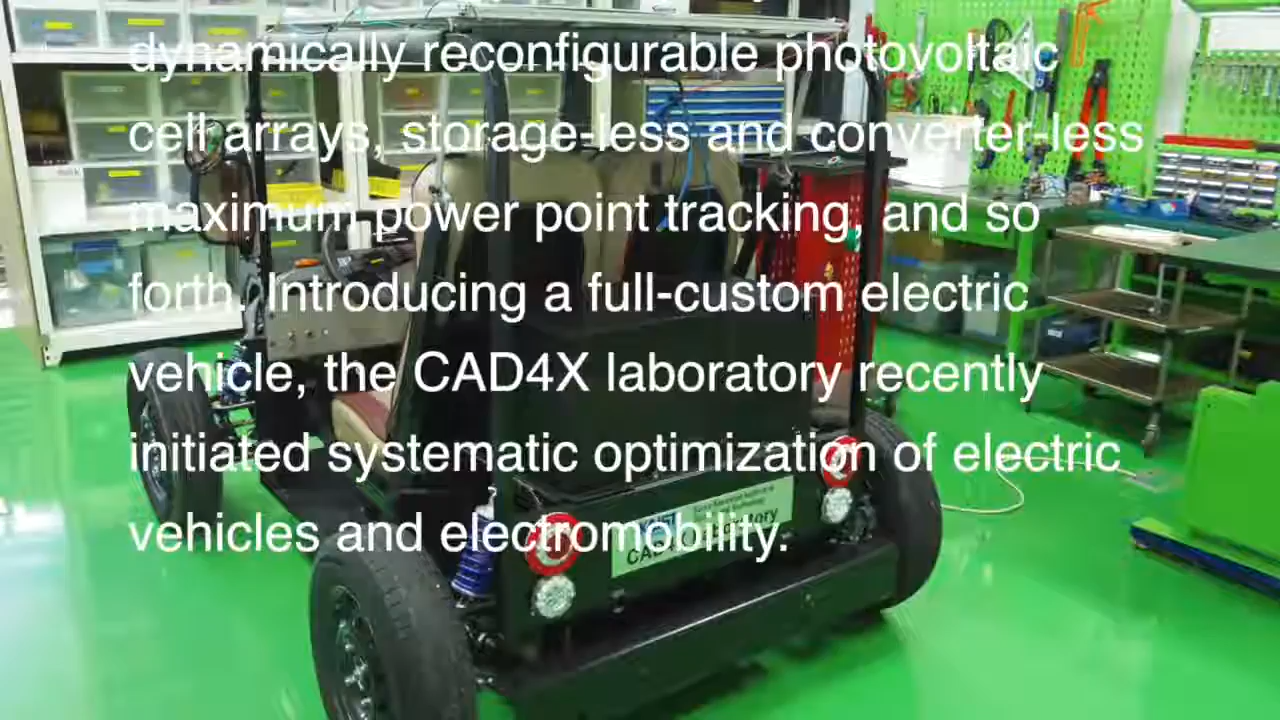 dynamically reconfigurable photovoltaic
cell arrays, storage-less and converter-less
maximum power point tracking, and so
forth. Introducing a full-custom electric
vehicle, the CAD4X laboratory recently
initiated systematic optimization of electric
vehicles and electromobility.